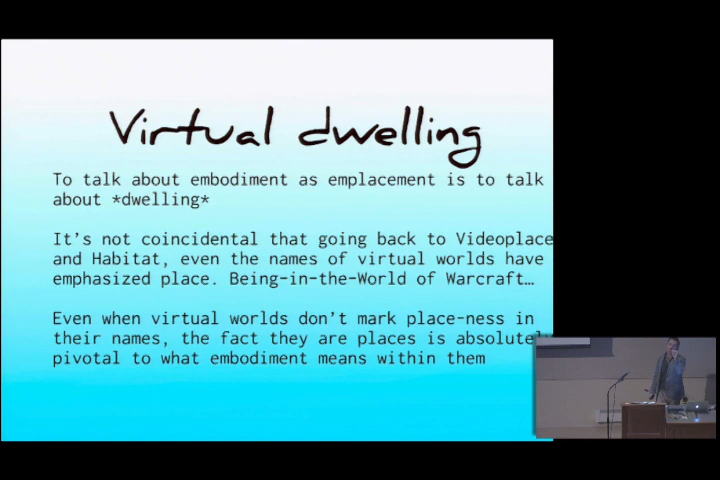 Virtual dwelling
To talk about embodiment as emplacement is to talk
about *dwelling*
It's not coincidental that going back to Videoplace
and Habitat, even the names of virtual worlds have
emphasized place. Being-in-the-World of Warcraft…
Even when virtual worlds don't mark place-ness in
their names, the fact they are places is absolutely
pivotal to what embodiment means within them